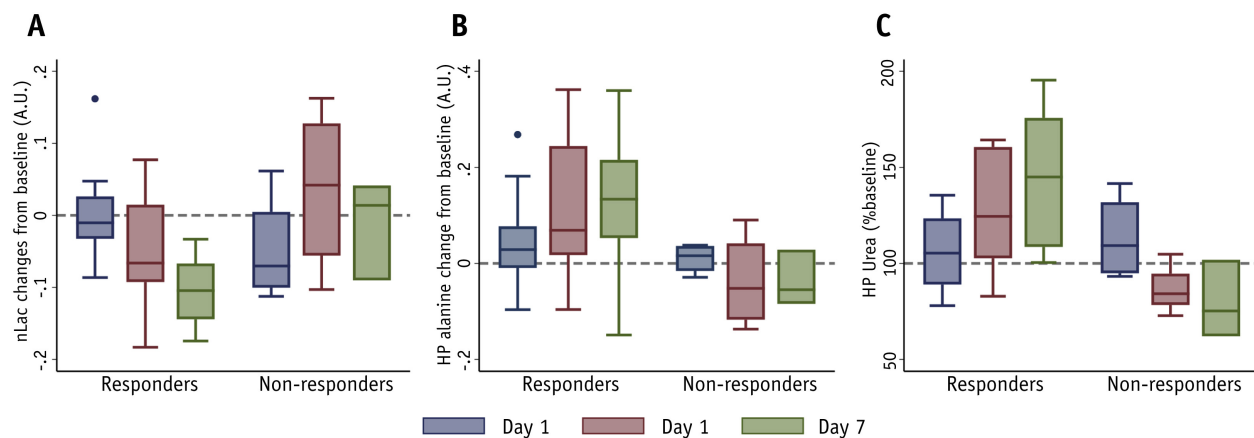 A
B
C
nLac changes from baseline (A.U.)
.2
.1
0
-.1
-.2
Responders
Non-responders
HP alanine change from baseline (A.U.)
.4
.2
0
-.2
Responders
Non-responders
HP Urea (%baseline)
200
150
100
50
Responders
Non-responders
Day 1
Day 1
Day 7